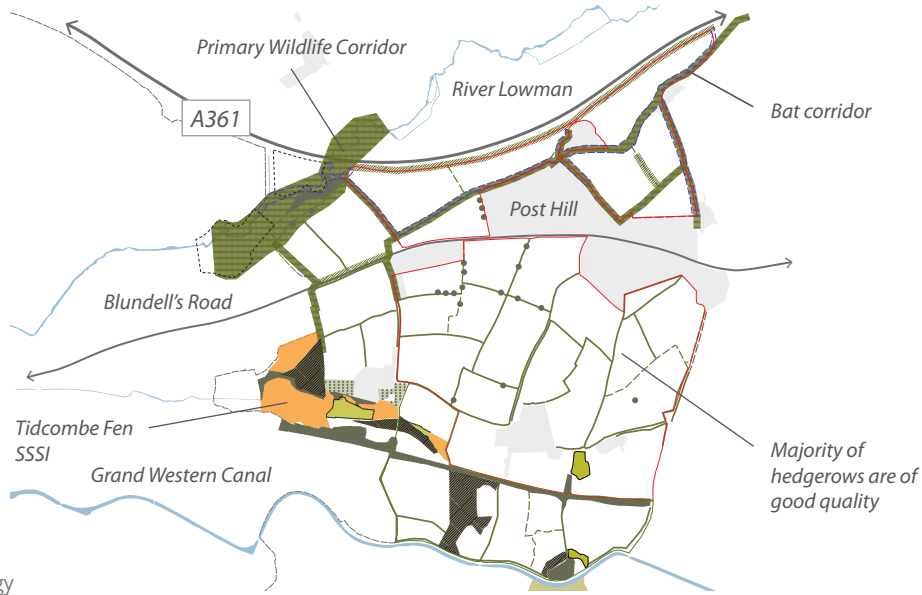 Primary Wildlife Corridor
River Lowman
A361
Bat corridor
Post Hill
Blundell's Road
Tidcombe Fen
SSSI
Grand Western Canal
Majority of
hedgerows are of
good quality
gy